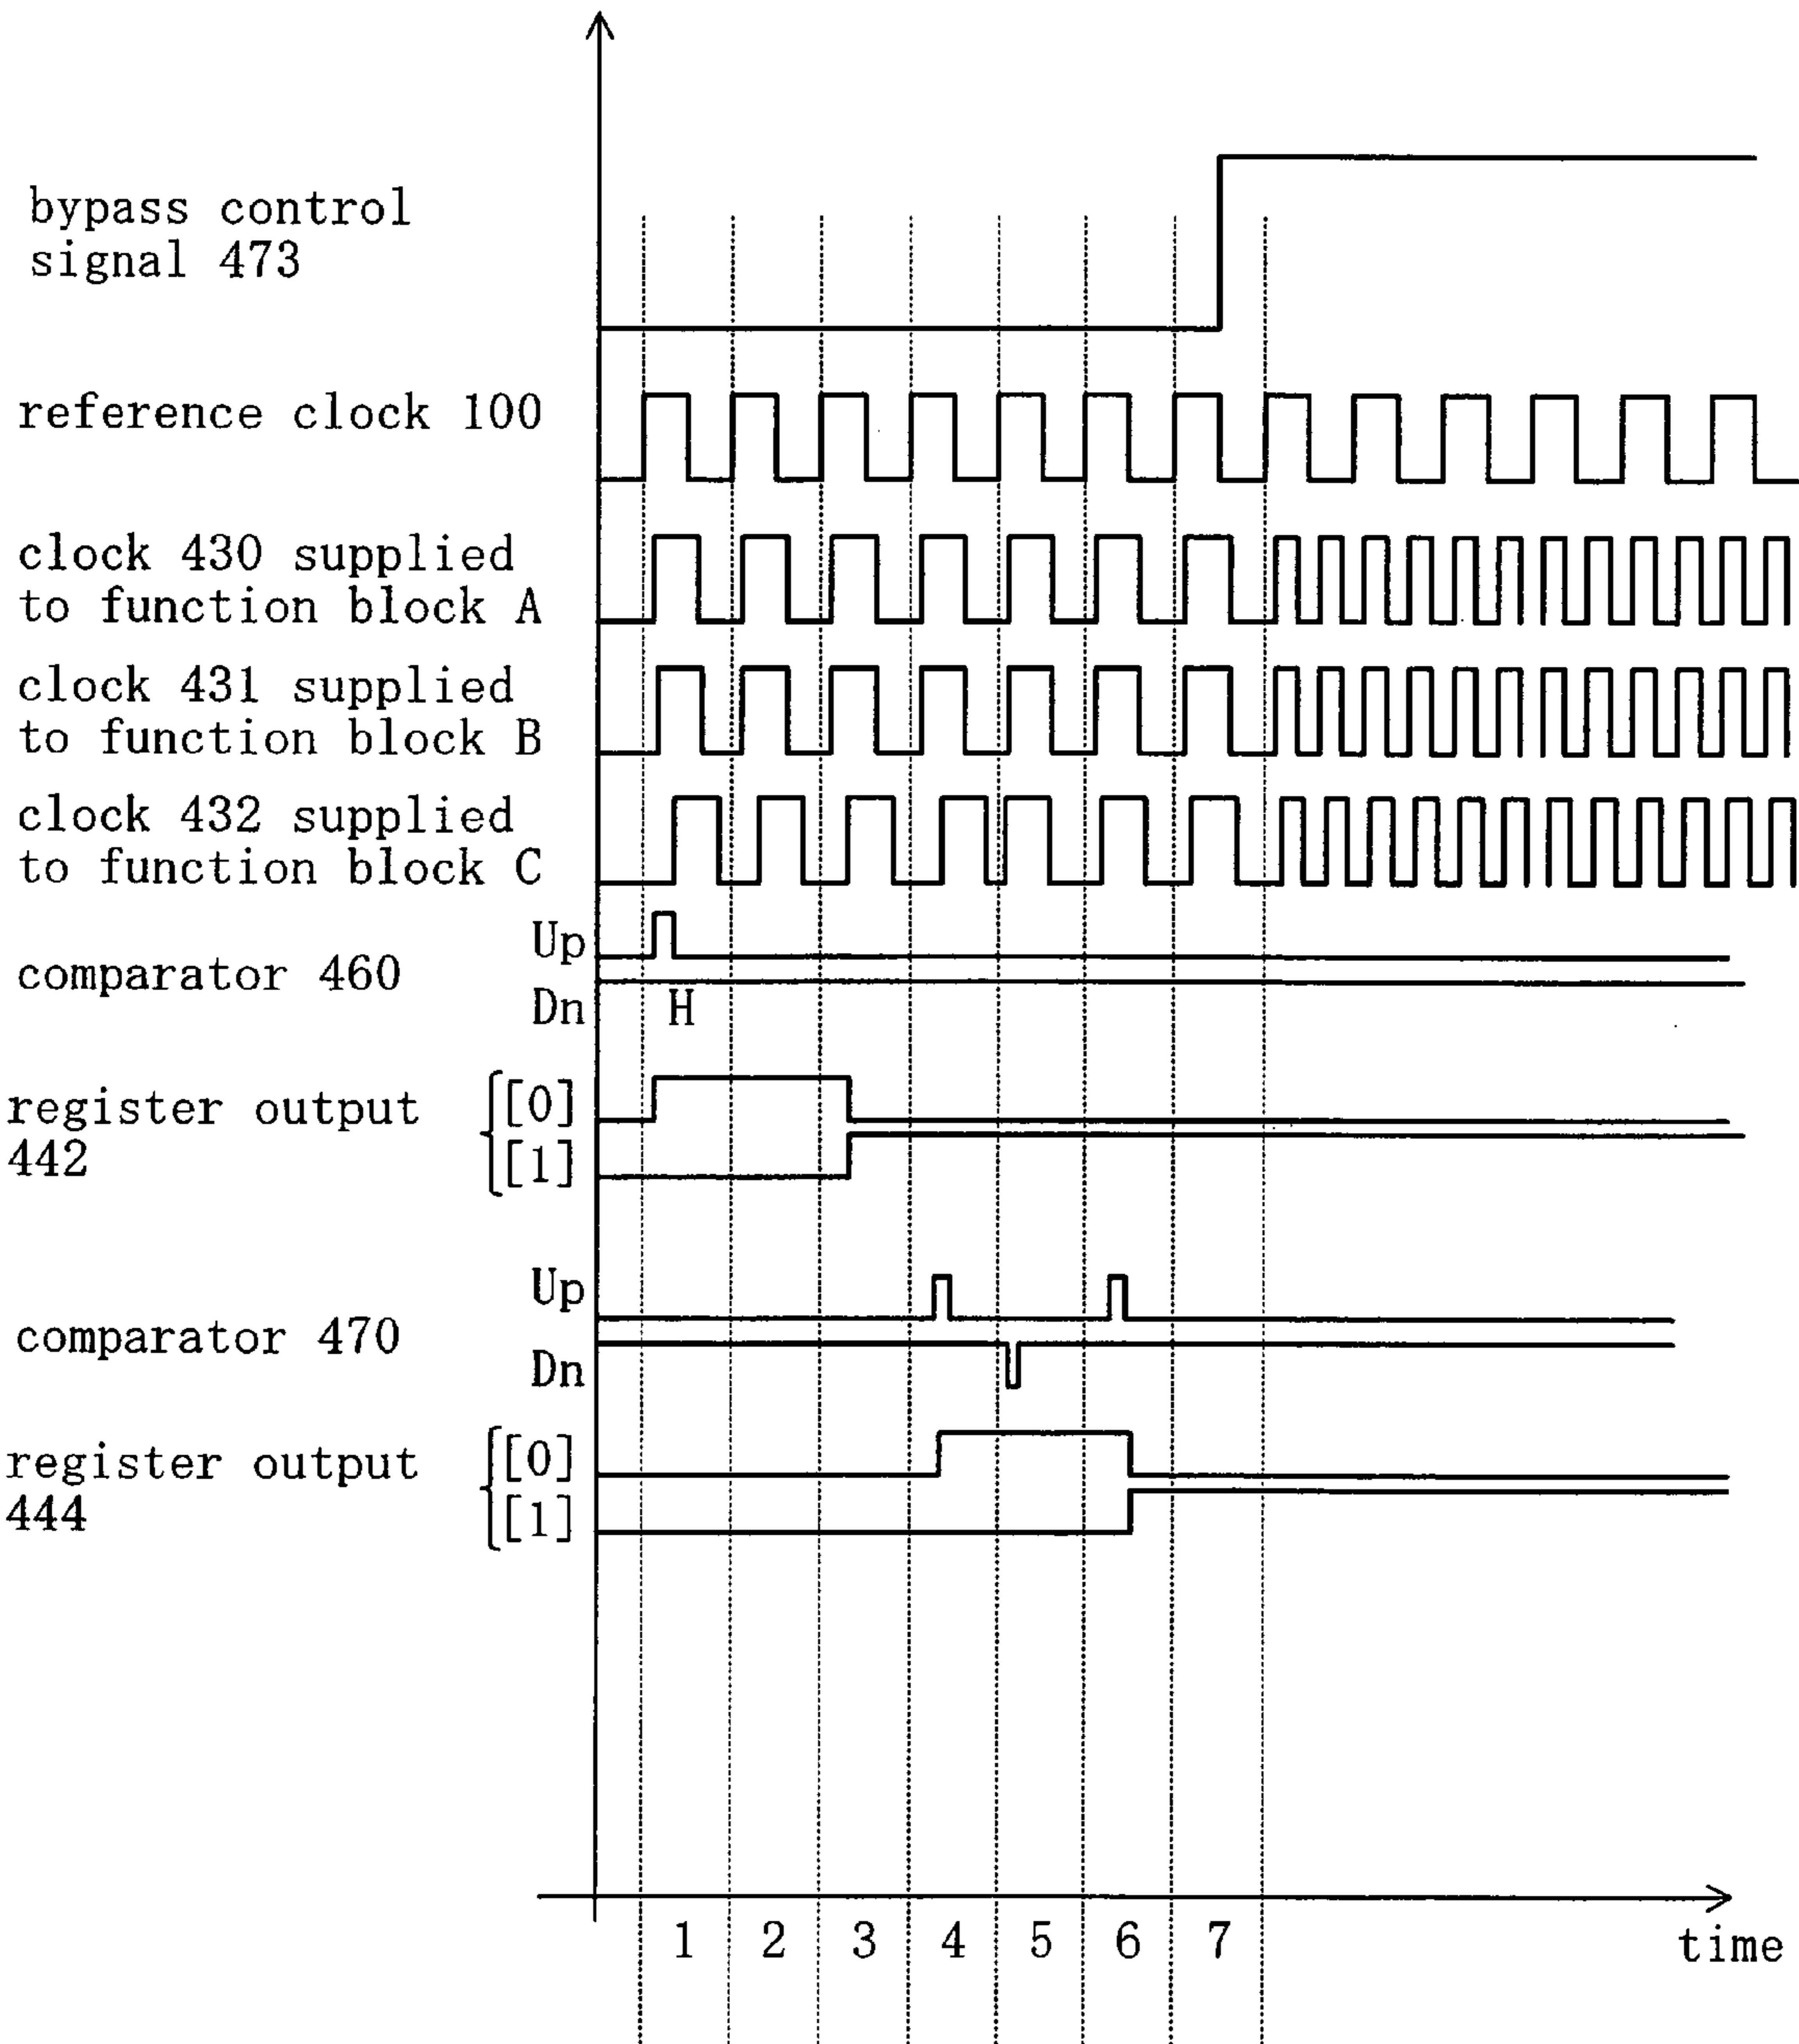 bypass control
signal 473
reference clock 100
clock 430 supplied
to function block A
clock 431 supplied
to function block B
clock 432 supplied
to function block C
Up
comparator 460
Dn
H
register output
442
[0]
[1]
Up
comparator 470
Dn
register output
444
[0]
[1]
1 2 3 4 5 6 7
time